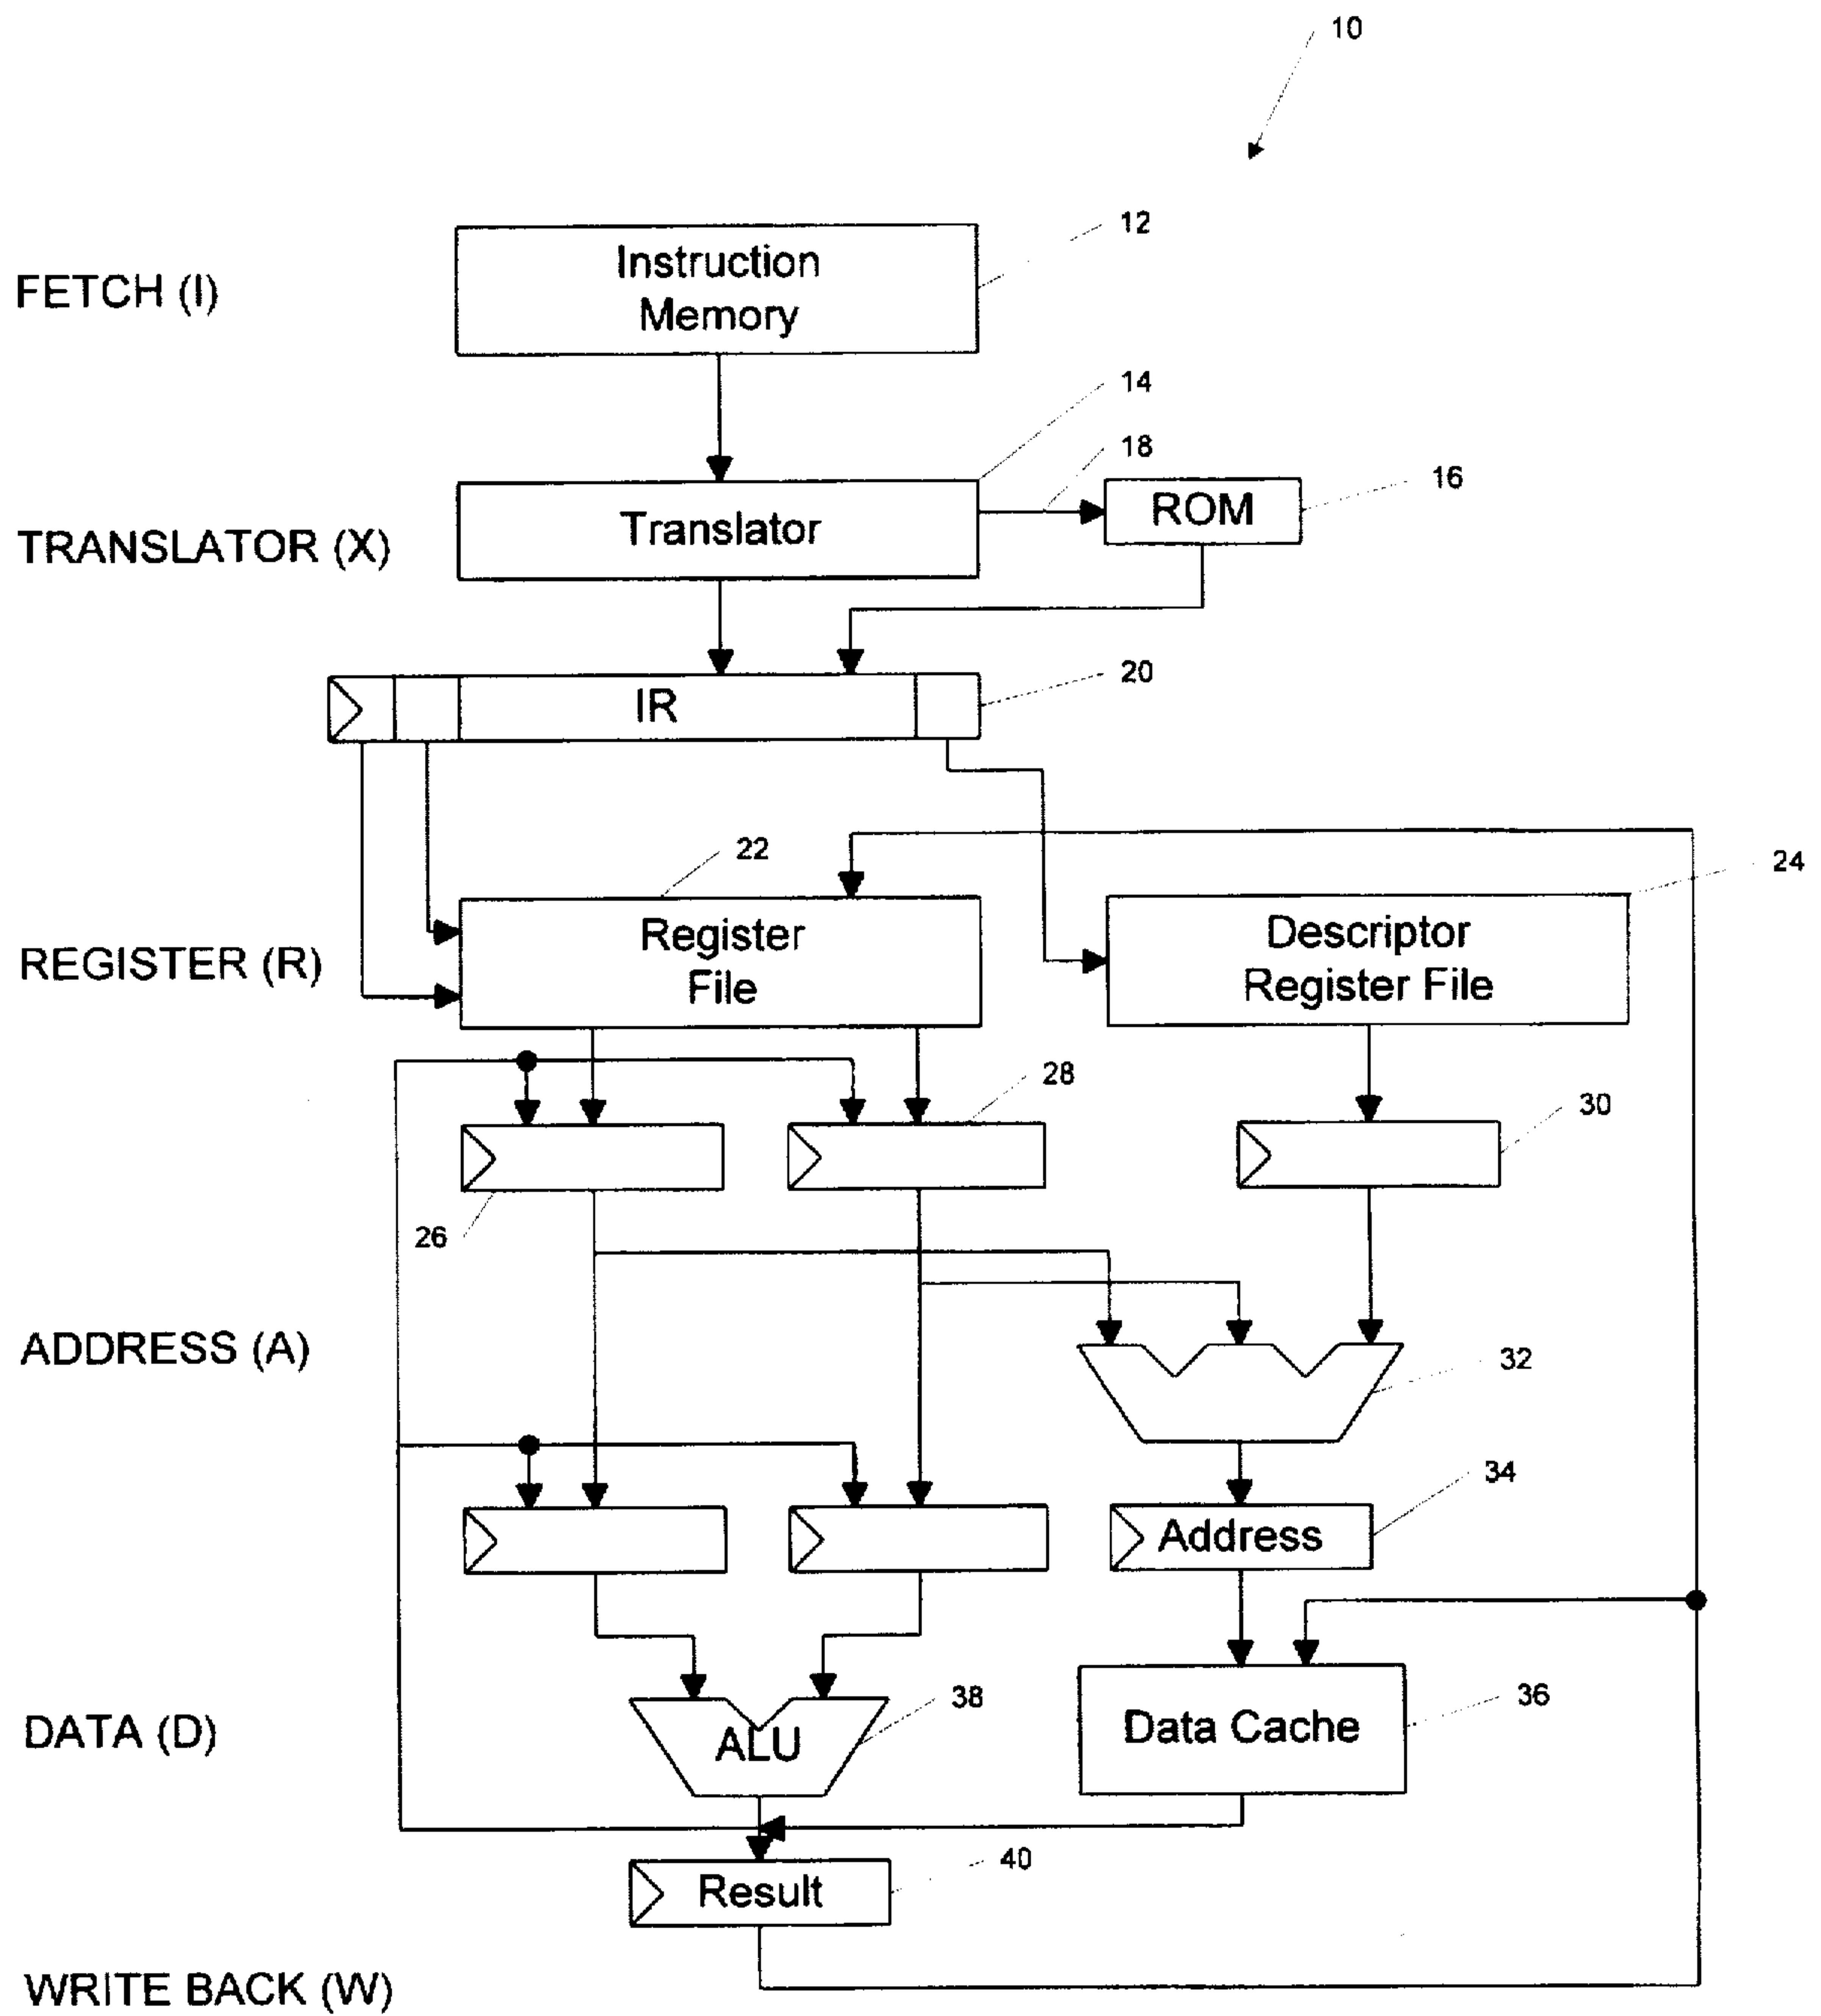 10
12
Instruction
Memory
FETCH (I)
14
18
16
ROM
Translator
TRANSLATOR (X)
20
IR
22
24
Register
File
Descriptor
Register File
REGISTER (R)
28
30
26
ADDRESS (A)
32
34
Address
38
36
ALU
Data Cache
DATA (D)
40
Result
WRITE BACK (W)